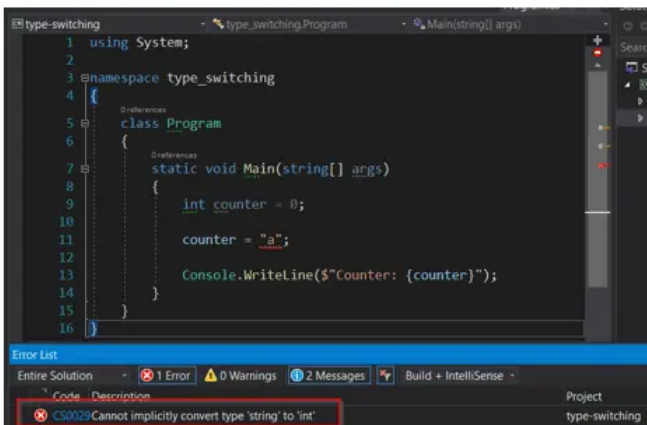 type-switching type_switching.Program Main(string[] args)
1 using System;
2
3 namespace type_switching
4 {
0 references
5 class Program
6 {
0 references
7 static void Main(string[] args)
8 {
9 int counter = 0;
10
11 counter = "a";
12
13 Console.WriteLine($"Counter: {counter}");
14 }
15 }
16 }
Error List
Entire Solution 1 Error 0 Warnings 2 Messages Build + IntelliSense
Code Description Project
CS0029 Cannot implicitly convert type 'string' to 'int' type-switching